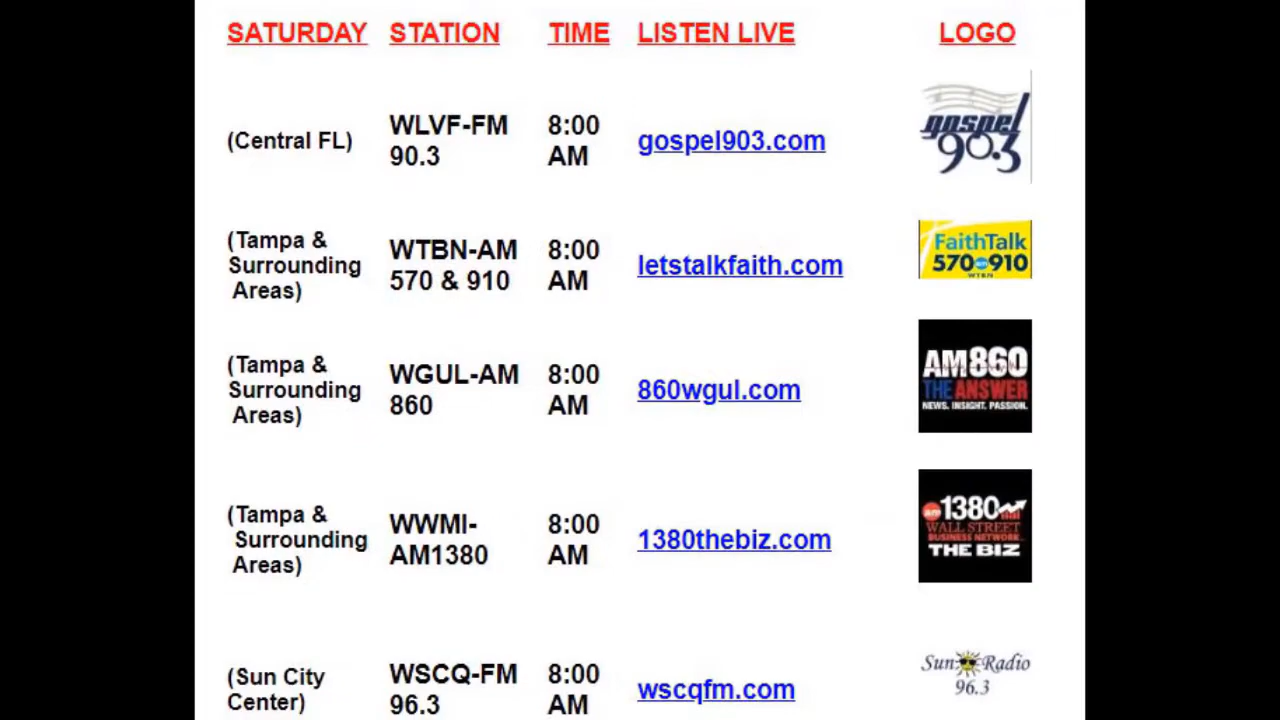 SATURDAY STATION TIME LISTEN LIVE LOGO
(Central FL)
WLVF-FM
90.3
8:00
AM
gospel903.com
gospel
90.3
(Tampa &
Surrounding
Areas)
WTBN-AM
570 & 910
8:00
AM
letstalkfaith.com
FaithTalk
570 am 910
WTBN
(Tampa &
Surrounding
Areas)
WGUL-AM
860
8:00
AM
860wgul.com
AM860
THE ANSWER
NEWS. INSIGHT. PASSION.
(Tampa &
Surrounding
Areas)
WWMI-
AM1380
8:00
AM
1380thebiz.com
am 1380
WALL STREET
BUSINESS NETWORK
THE BIZ
(Sun City
Center)
WSCQ-FM
96.3
8:00
AM
wscqfm.com
Sun Radio
96.3